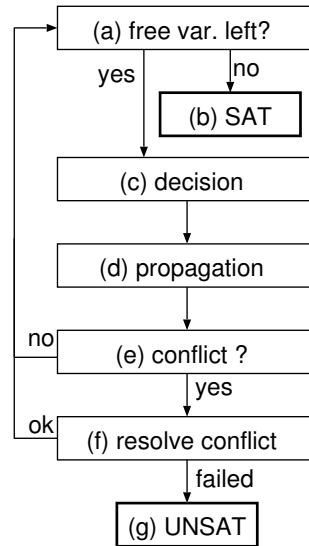 (a) free var. left?
yes
no
(b) SAT
(c) decision
(d) propagation
no
(e) conflict ?
yes
ok
(f) resolve conflict
failed
(g) UNSAT